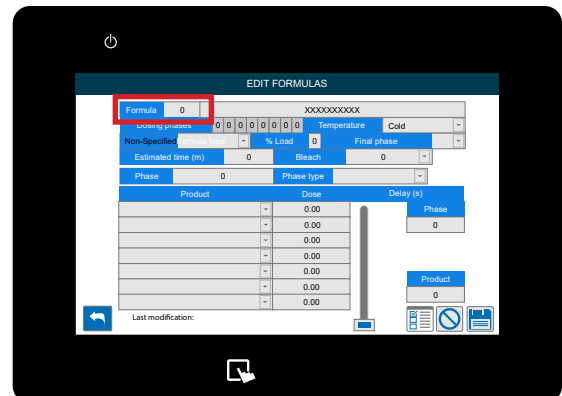 EDIT FORMULAS
Formula 0 XXXXXXXXXX
Dosing phases 0 0 0 0 0 0 0 0 Temperature Cold
Non-Specified Formula type % Load 0 Final phase
Estimated time (m) 0 Bleach 0
Phase 0 Phase type
Product Dose Delay (s)
0.00 Phase
0.00 0
0.00
0.00
0.00 Product
0.00 0
0.00
Last modification: